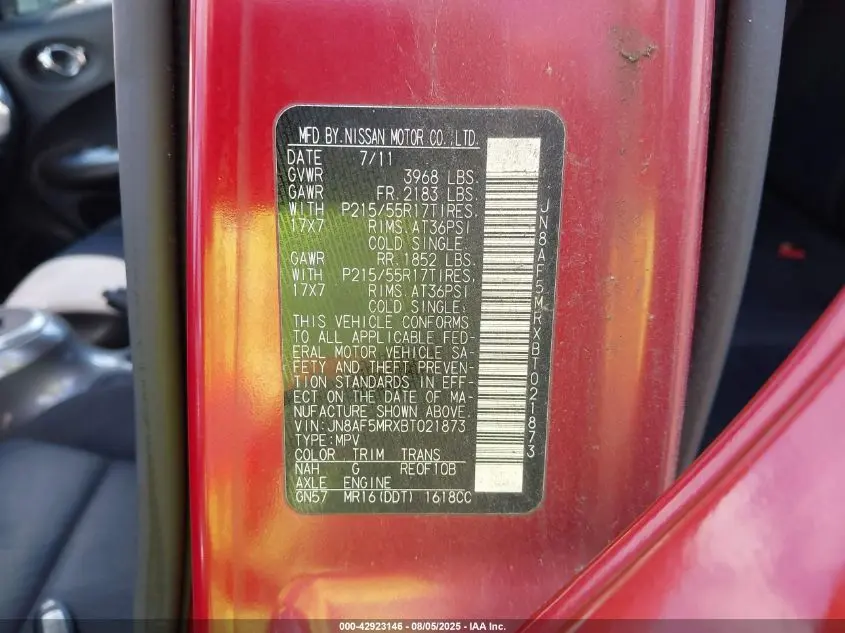 MFD BY NISSAN MOTOR CO.,LTD.
DATE 7/11
GVWR 3968 LBS.
GAWR FR. 2183 LBS.
WITH P215/55R17TIRES,
17X7 RIMS. AT36PSI
COLD SINGLE.
GAWR RR. 1852 LBS.
WITH P215/55R17TIRES,
17X7 RIMS. AT36PSI
COLD SINGLE.
THIS VEHICLE CONFORMS
TO ALL APPLICABLE FED-
ERAL MOTOR VEHICLE SA-
FETY AND THEFT PREVEN-
TION STANDARDS IN EFF-
ECT ON THE DATE OF MA-
NUFACTURE SHOWN ABOVE.
VIN:JN8AF5MRXBT021873
TYPE:MPV
COLOR TRIM TRANS
NAH G RE0F10B
AXLE ENGINE
GN57 MR16(DDT) 1618CC
JN8AF5MRXBT021873
000-42923146 - 08/05/2025 - IAA Inc.